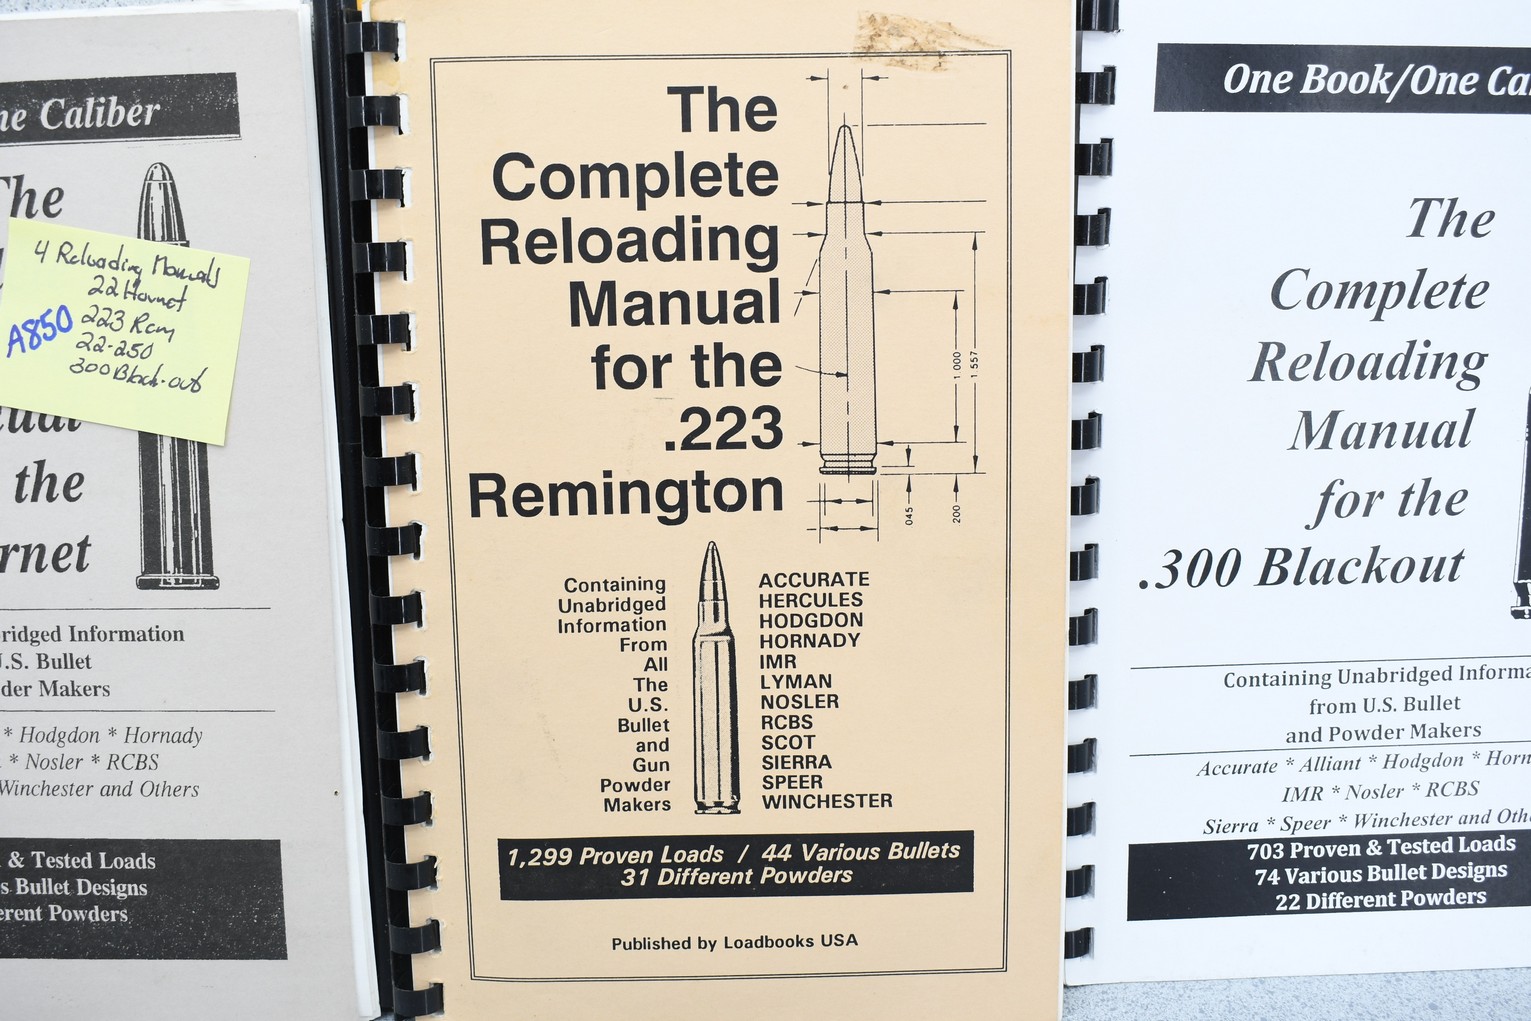 ne Caliber
The
4 Reloading Manuals
22 Hornet
A850
223 Rem
22-250
300 Black-out
the
rnet
ridged Information
U.S. Bullet
der Makers
* Hodgdon * Hornady
* Nosler * RCBS
Winchester and Others
& Tested Loads
s Bullet Designs
erent Powders
The
Complete
Reloading
Manual
for the
.223
Remington
1.000
1.557
.045
.200
Containing
Unabridged
Information
From
All
The
U.S.
Bullet
and
Gun
Powder
Makers
ACCURATE
HERCULES
HODGDON
HORNADY
IMR
LYMAN
NOSLER
RCBS
SCOT
SIERRA
SPEER
WINCHESTER
1,299 Proven Loads / 44 Various Bullets
31 Different Powders
Published by Loadbooks USA
One Book/One Ca
The
Complete
Reloading
Manual
for the
.300 Blackout
Containing Unabridged Informa
from U.S. Bullet
and Powder Makers
Accurate * Alliant * Hodgdon * Horn
IMR * Nosler * RCBS
Sierra * Speer * Winchester and Oth
703 Proven & Tested Loads
74 Various Bullet Designs
22 Different Powders